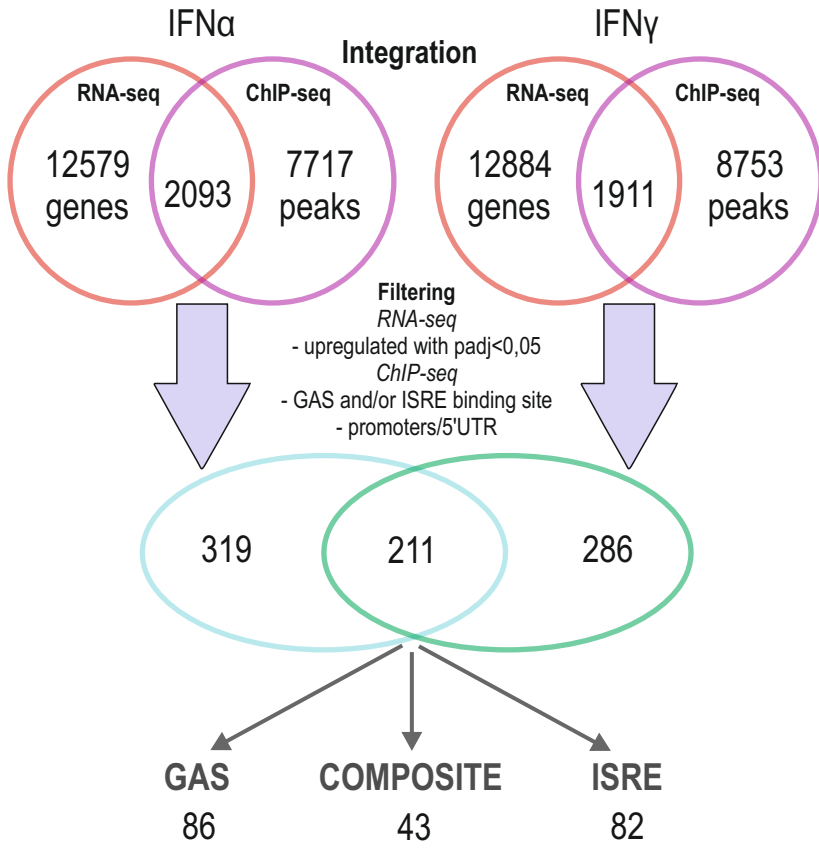 IFNα
IFNγ
Integration
RNA-seq
ChIP-seq
RNA-seq
ChIP-seq
12579
genes
2093
7717
peaks
12884
genes
1911
8753
peaks
Filtering
RNA-seq
- upregulated with padj<0,05
ChIP-seq
- GAS and/or ISRE binding site
- promoters/5'UTR
319
211
286
GAS
COMPOSITE
ISRE
86
43
82